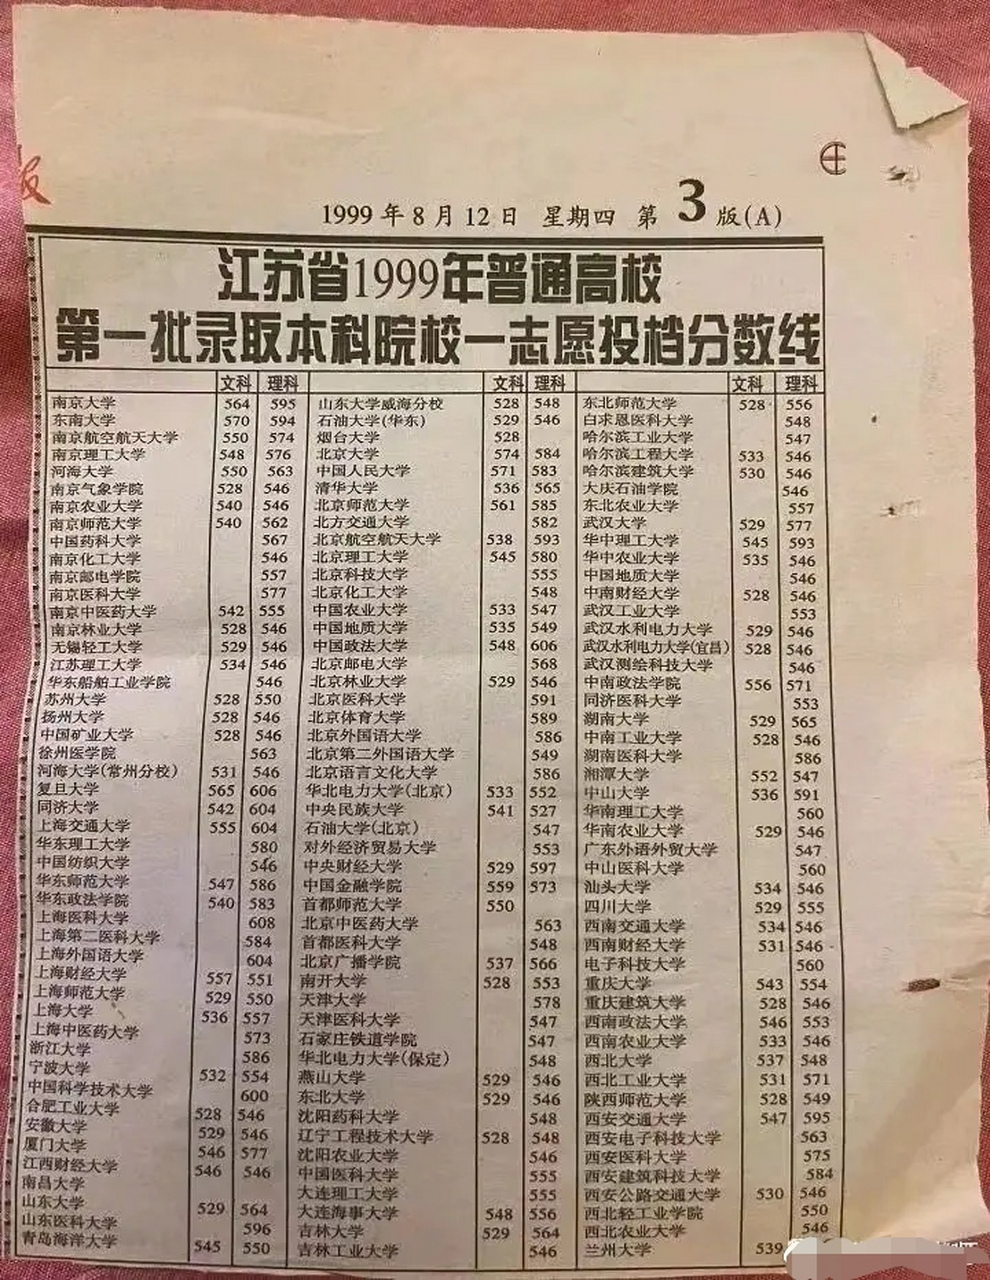 报
1999年8月12日 星期四 第3版(A)
江苏省1999年普通高校
第一批录取本科院校一志愿投档分数线
文科 理科 文科 理科 文科 理科
南京大学 564 595
东南大学 570 594
南京航空航天大学 550 574
南京理工大学 548 576
河海大学 550 563
南京气象学院 528 546
南京农业大学 540 546
南京师范大学 540 562
中国药科大学 567
南京化工大学 546
南京邮电学院 557
南京医科大学 577
南京中医药大学 542 555
南京林业大学 528 546
无锡轻工大学 529 546
江苏理工大学 534 546
华东船舶工业学院 546
苏州大学 528 550
扬州大学 528 546
中国矿业大学 528 546
徐州医学院 563
河海大学(常州分校) 531 546
复旦大学 565 606
同济大学 542 604
上海交通大学 555 604
华东理工大学 580
中国纺织大学 546
华东师范大学 547 586
华东政法学院 540 583
上海医科大学 608
上海第二医科大学 584
上海外国语大学 604
上海财经大学 557 551
上海师范大学 529 550
上海大学 536 557
上海中医药大学 573
浙江大学 586
宁波大学 532 554
中国科学技术大学 600
合肥工业大学 528 546
安徽大学 529 546
厦门大学 546 577
江西财经大学 546 546
南昌大学
山东大学 529 564
山东医科大学 596
青岛海洋大学 545 550
山东大学威海分校 528 548
石油大学(华东) 529 546
烟台大学 528
北京大学 574 584
中国人民大学 571 583
清华大学 536 565
北京师范大学 561 585
北方交通大学 582
北京航空航天大学 538 593
北京理工大学 545 580
北京科技大学 555
北京化工大学 548
中国农业大学 533 547
中国地质大学 535 549
中国政法大学 548 606
北京邮电大学 568
北京林业大学 529 546
北京医科大学 591
北京体育大学 589
北京外国语大学 586
北京第二外国语大学 549
北京语言文化大学 586
华北电力大学(北京) 533 552
中央民族大学 541 527
石油大学(北京) 547
对外经济贸易大学 553
中央财经大学 529 597
中国金融学院 559 573
首都师范大学 550
北京中医药大学 563
首都医科大学 548
北京广播学院 537 566
南开大学 528 553
天津大学 578
天津医科大学 547
石家庄铁道学院 547
华北电力大学(保定) 548
燕山大学 529 546
东北大学 529 546
沈阳药科大学 548
辽宁工程技术大学 528 548
沈阳农业大学 546
中国医科大学 555
大连理工大学 555
大连海事大学 548 556
吉林大学 529 564
吉林工业大学 546
东北师范大学 528 556
白求恩医科大学 548
哈尔滨工业大学 547
哈尔滨工程大学 533 546
哈尔滨建筑大学 530 546
大庆石油学院 546
东北农业大学 557
武汉大学 529 577
华中理工大学 545 593
华中农业大学 535 546
中国地质大学 546
中南财经大学 528 546
武汉工业大学 553
武汉水利电力大学 529 546
武汉水利电力大学(宜昌) 528 546
武汉测绘科技大学 546
中南政法学院 556 571
同济医科大学 553
湖南大学 529 565
中南工业大学 528 546
湖南医科大学 586
湘潭大学 552 547
中山大学 536 591
华南理工大学 560
华南农业大学 529 546
广东外语外贸大学 547
中山医科大学 560
汕头大学 534 546
四川大学 529 555
西南交通大学 534 546
西南财经大学 531 546
电子科技大学 560
重庆大学 543 554
重庆建筑大学 528 546
西南政法大学 546 553
西南农业大学 533 546
西北大学 537 548
西北工业大学 531 571
陕西师范大学 528 549
西安交通大学 547 595
西安电子科技大学 563
西安医科大学 575
西安建筑科技大学 584
西安公路交通大学 530 546
西北轻工业学院 550
西北农业大学 546
兰州大学 539